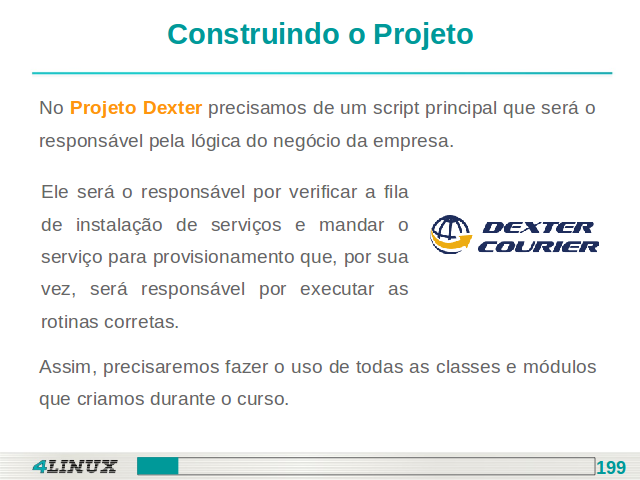 Construindo o Projeto
No Projeto Dexter precisamos de um script principal que será o
responsável pela lógica do negócio da empresa.
Ele será o responsável por verificar a fila
de instalação de serviços e mandar o
serviço para provisionamento que, por sua
vez, será responsável por executar as
rotinas corretas.
DEXTER
COURIER
Assim, precisaremos fazer o uso de todas as classes e módulos
que criamos durante o curso.
4LINUX
199